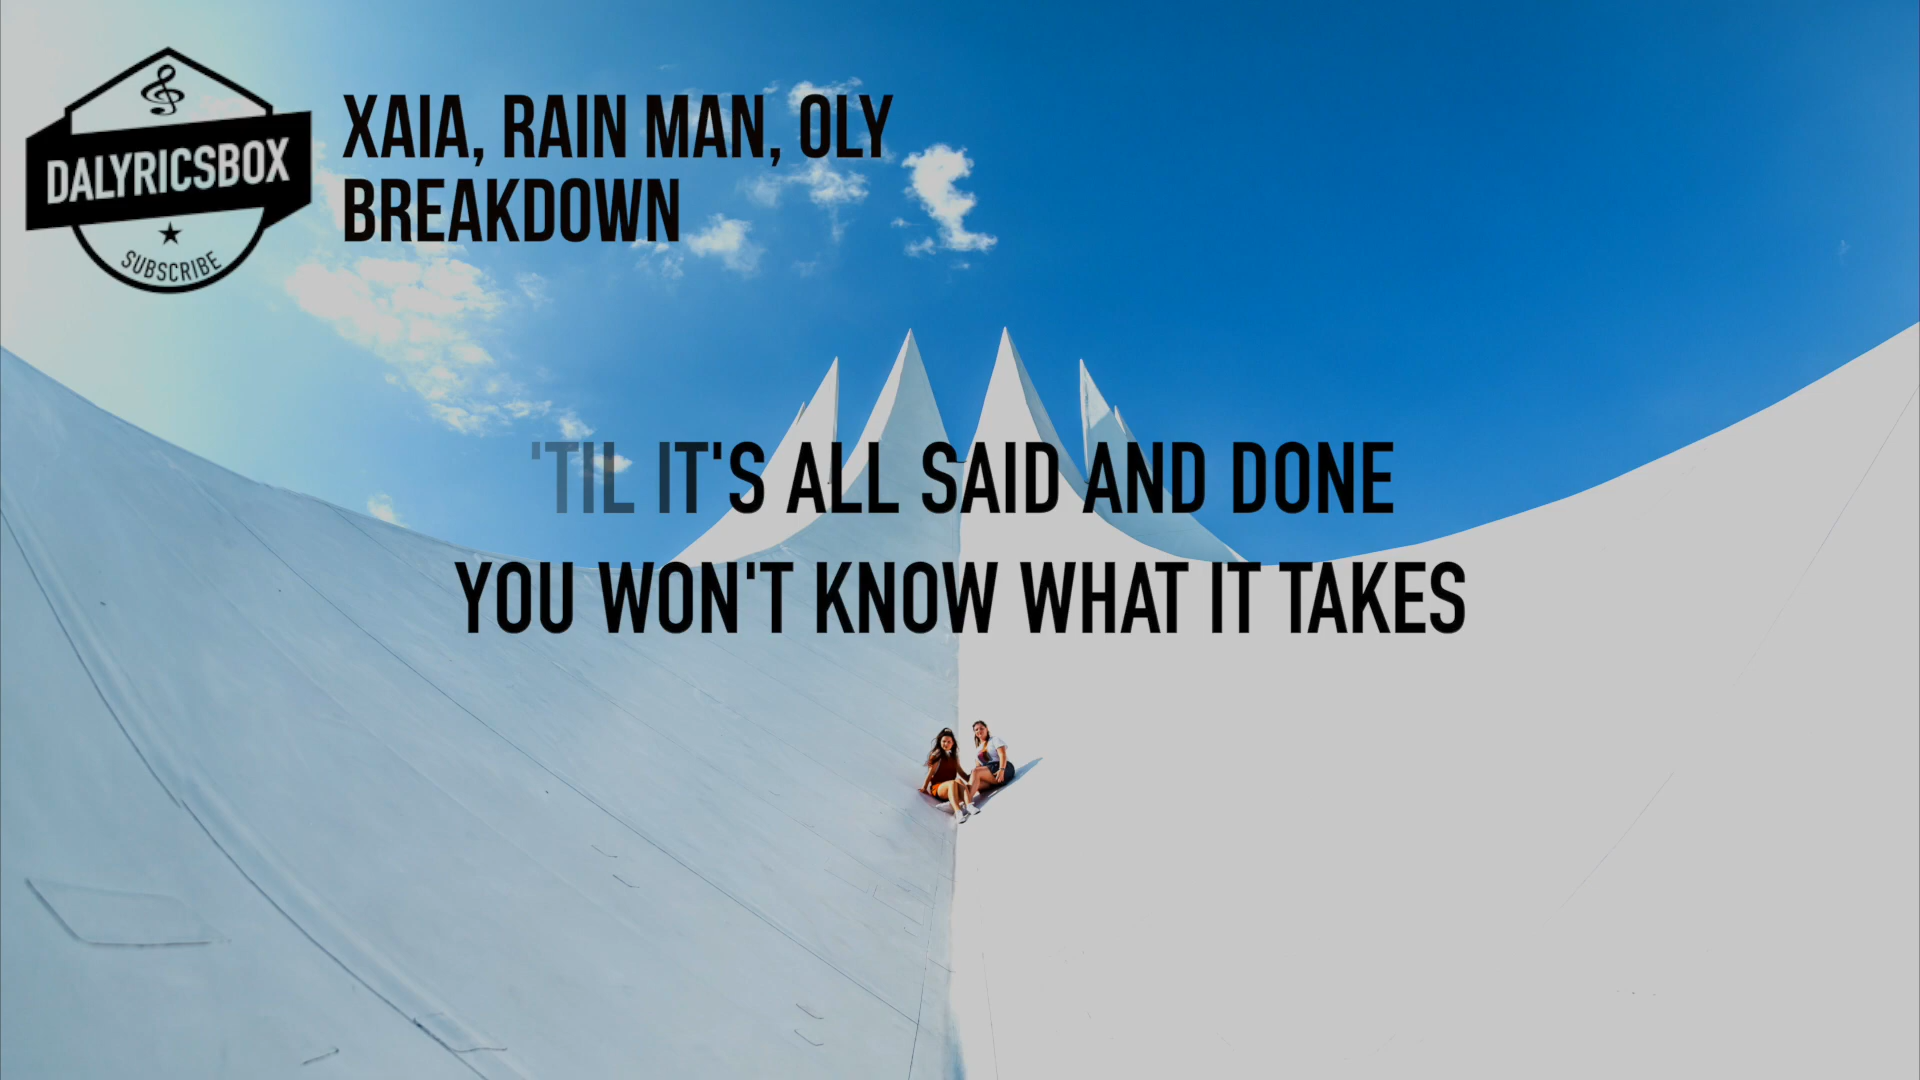 DALYRICSBOX
SUBSCRIBE
XAIA, RAIN MAN, OLY
BREAKDOWN
'TIL IT'S ALL SAID AND DONE
YOU WON'T KNOW WHAT IT TAKES